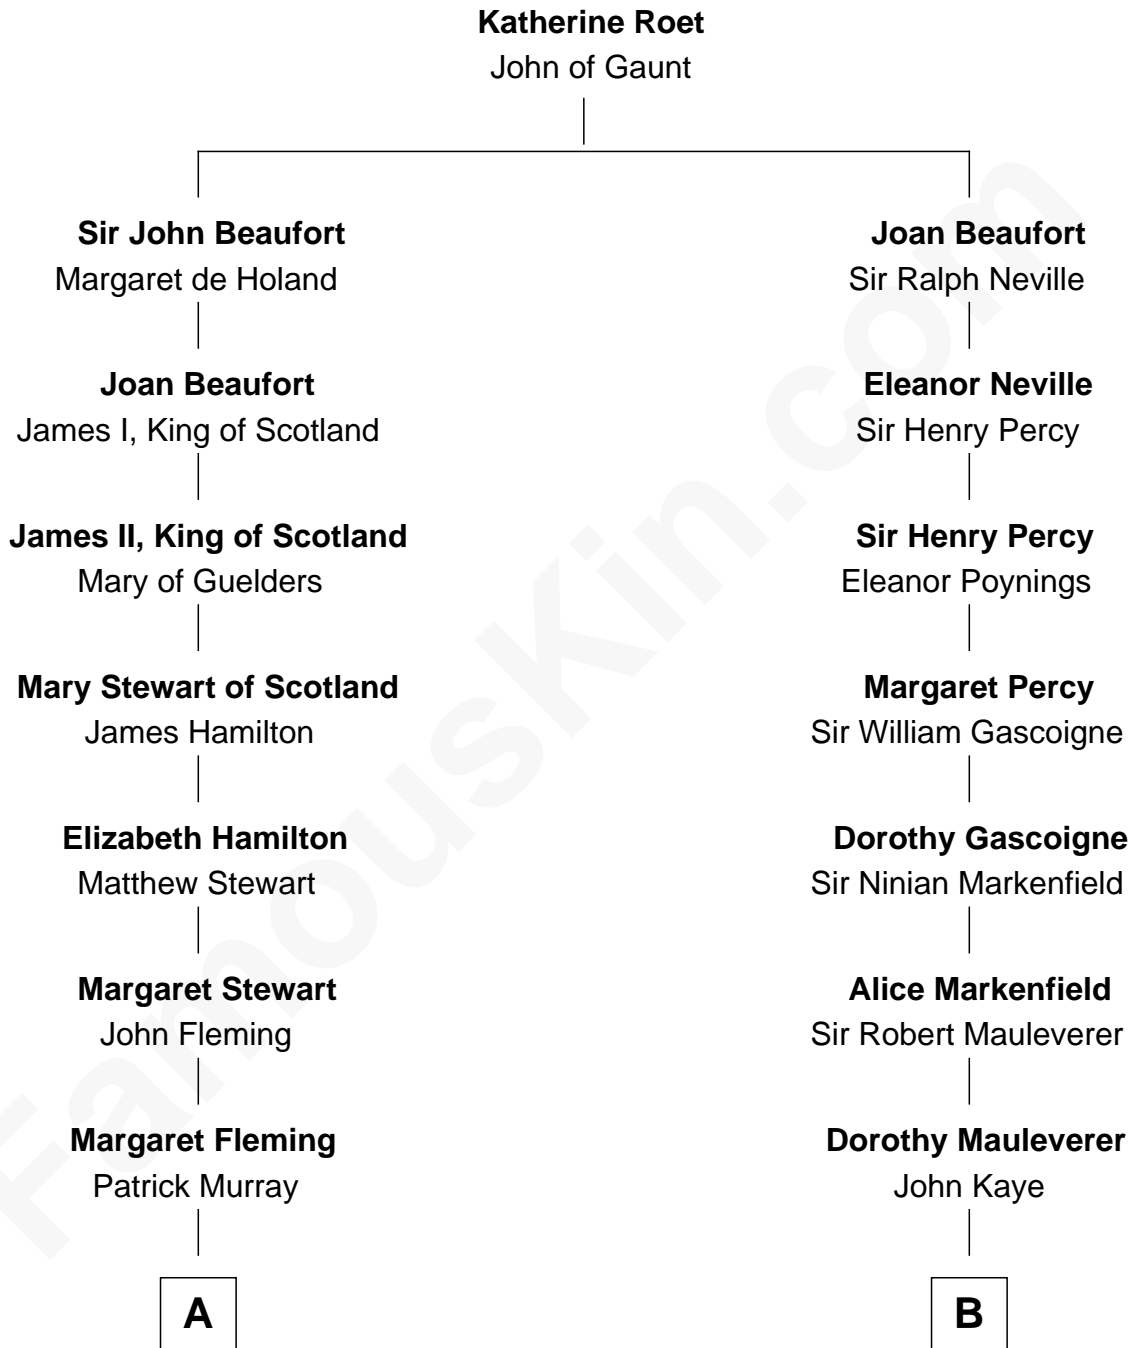 Katherine Roet
John of Gaunt
Sir John Beaufort
Margaret de Holand
Joan Beaufort
James I, King of Scotland
James II, King of Scotland
Mary of Guelders
Mary Stewart of Scotland
James Hamilton
Elizabeth Hamilton
Matthew Stewart
Margaret Stewart
John Fleming
Margaret Fleming
Patrick Murray
A
Joan Beaufort
Sir Ralph Neville
Eleanor Neville
Sir Henry Percy
Sir Henry Percy
Eleanor Poynings
Margaret Percy
Sir William Gascoigne
Dorothy Gascoigne
Sir Ninian Markenfield
Alice Markenfield
Sir Robert Mauleverer
Dorothy Mauleverer
John Kaye
B
FamousKin.com